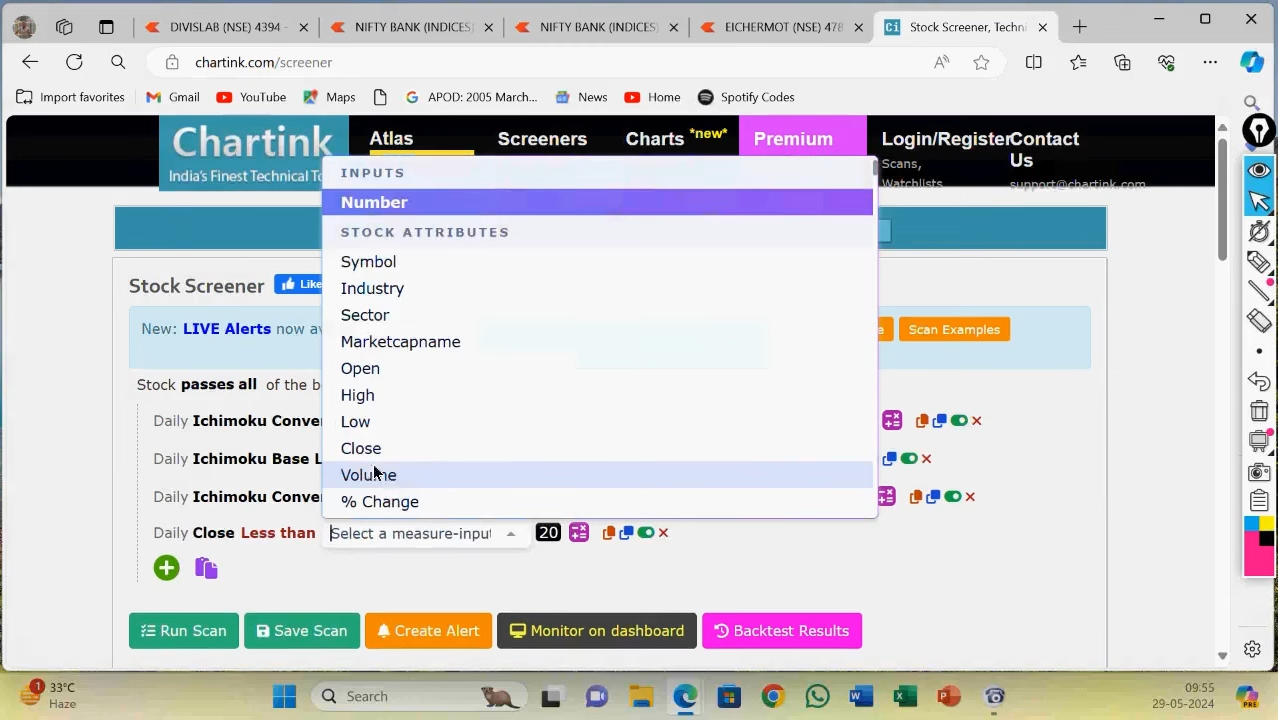 DIVISLAB (NSE) 4394 -
NIFTY BANK (INDICES)
NIFTY BANK (INDICES)
EICHERMOT (NSE) 478
Ci
Stock Screener, Techni
chartink.com/screener
Import favorites
Gmail
YouTube
Maps
APOD: 2005 March...
News
Home
Spotify Codes
Chartink
India's Finest Technical To
Atlas
Screeners
Charts *new*
Premium
Login/Register
Scans,
Watchlists
Contact
Us
support@chartink.com
INPUTS
Number
STOCK ATTRIBUTES
Symbol
Industry
Sector
Marketcapname
Open
High
Low
Close
Volume
% Change
Stock Screener
Like
New: LIVE Alerts now av
Scan Examples
Stock passes all of the b
Daily Ichimoku Conver
Daily Ichimoku Base L
Daily Ichimoku Conver
Daily Close Less than Select a measure-input 20
Run Scan
Save Scan
Create Alert
Monitor on dashboard
Backtest Results
1
33°C
Haze
Search
PRE
09:55
29-05-2024